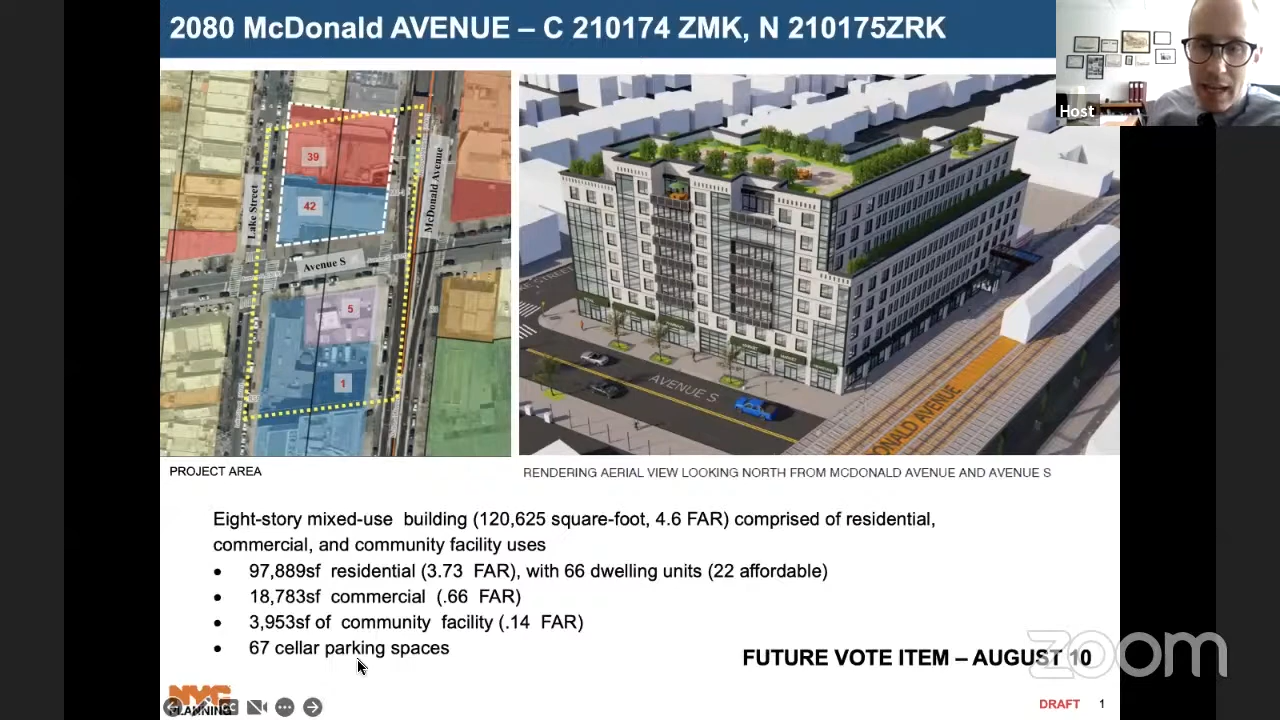 2080 McDonald AVENUE – C 210174 ZMK, N 210175ZRK
Host
39
42
Lake Street
McDonald Avenue
Avenue S
5
1
AVENUE S
PROJECT AREA
RENDERING AERIAL VIEW LOOKING NORTH FROM MCDONALD AVENUE AND AVENUE S
Eight-story mixed-use building (120,625 square-foot, 4.6 FAR) comprised of residential,
commercial, and community facility uses
• 97,889sf residential (3.73 FAR), with 66 dwelling units (22 affordable)
• 18,783sf commercial (.66 FAR)
• 3,953sf of community facility (.14 FAR)
• 67 cellar parking spaces
FUTURE VOTE ITEM – AUGUST 10
zoom
NYC
PLANNING
CC
DRAFT 1